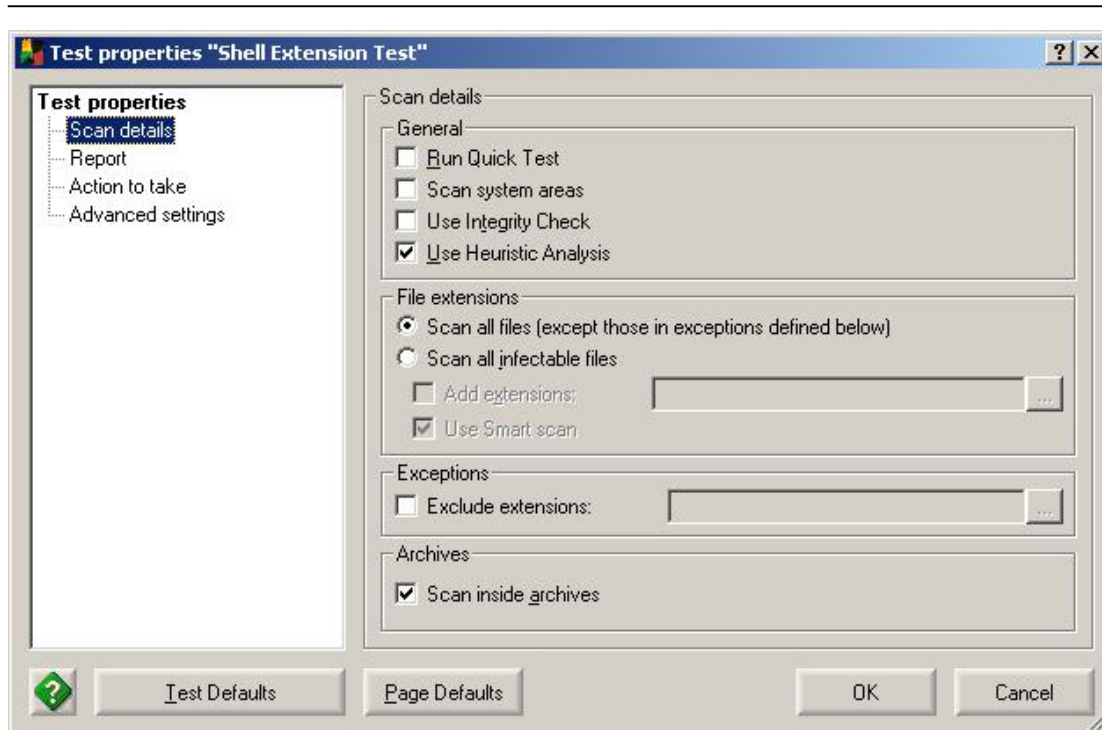 Test properties "Shell Extension Test"
Test properties
Scan details
Report
Action to take
Advanced settings
Scan details
General
Run Quick Test
Scan system areas
Use Integrity Check
Use Heuristic Analysis
File extensions
Scan all files (except those in exceptions defined below)
Scan all infectable files
Add extensions: ...
Use Smart scan
Exceptions
Exclude extensions: ...
Archives
Scan inside archives
Test Defaults
Page Defaults
OK
Cancel